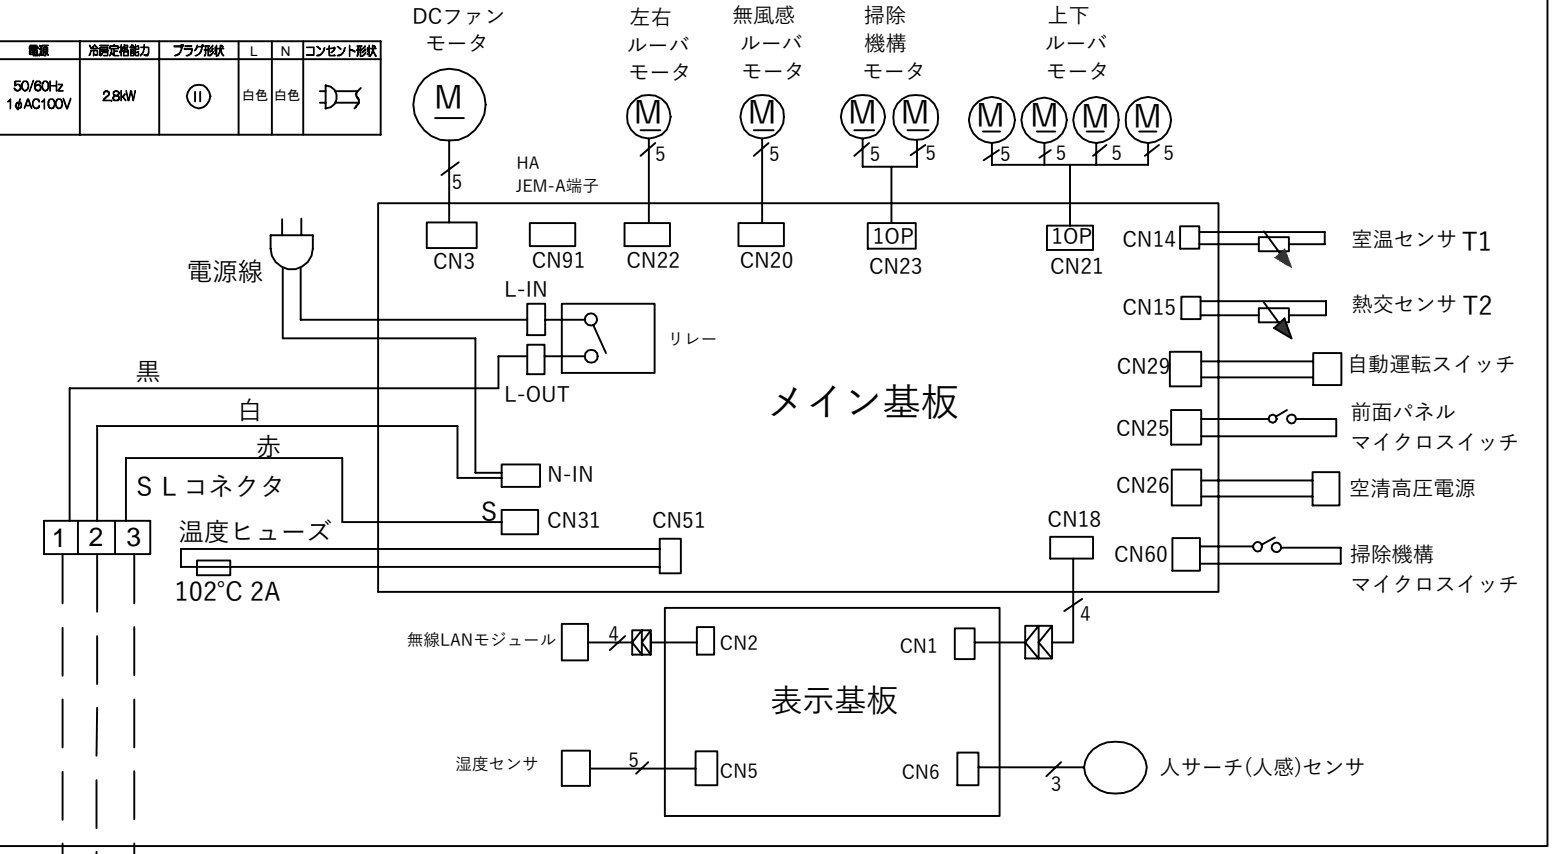 電源 冷房定格能力 プラグ形状 L N コンセント形状
50/60Hz
1φAC100V
2.8kW
白色 白色
DCファン
モータ
M
5
左右
ルーバ
モータ
M
5
無風感
ルーバ
モータ
M
5
掃除
機構
モータ
M M
5 5
上下
ルーバ
モータ
M M M M
5 5 5 5
HA
JEM-A端子
CN3
CN91
CN22
CN20
10P
CN23
10P
CN21
CN14
室温センサ T1
CN15
熱交センサ T2
CN29
自動運転スイッチ
CN25
前面パネル
マイクロスイッチ
CN26
空清高圧電源
CN60
掃除機構
マイクロスイッチ
電源線
L-IN
リレー
L-OUT
メイン基板
黒
白
赤
N-IN
ＳＬコネクタ
S
CN31
1 2 3
温度ヒューズ
102°C 2A
CN51
CN18
4
無線LANモジュール
4
CN2
CN1
表示基板
湿度センサ
5
CN5
CN6
3
人サーチ(人感)センサ